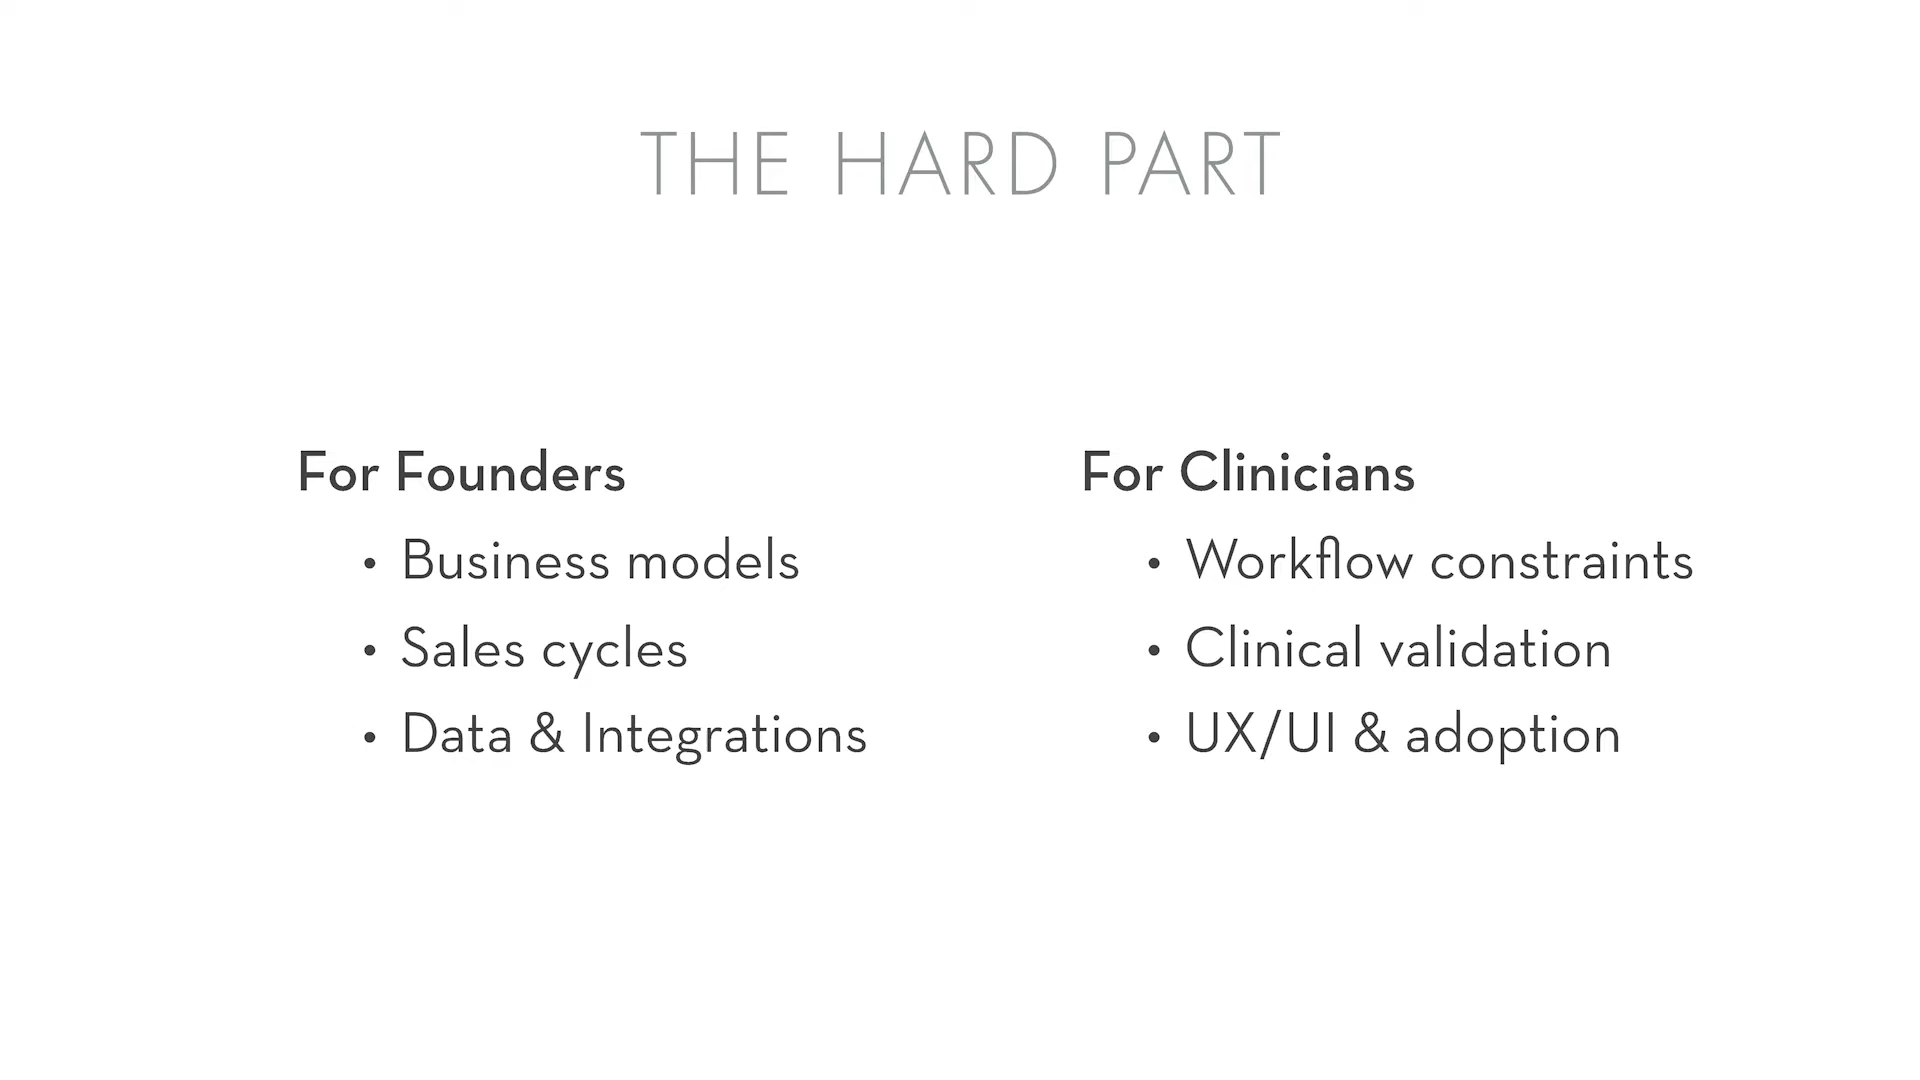 THE HARD PART
For Founders
• Business models
• Sales cycles
• Data & Integrations
For Clinicians
• Workflow constraints
• Clinical validation
• UX/UI & adoption